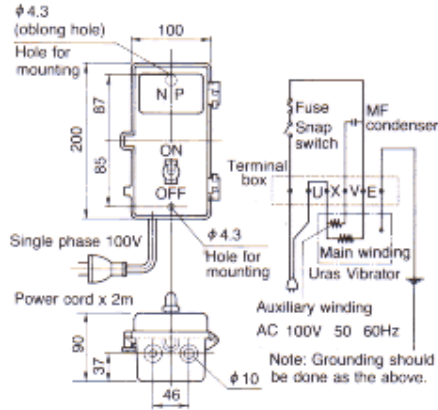 φ4.3
(oblong hole)
Hole for
mounting
100
N P
200
87
85
ON
OFF
φ4.3
Hole for
mounting
Single phase 100V
Power cord x 2m
90
37
46
φ10
Fuse
Snap
switch
MF
condenser
Terminal
box
U X V E
Main winding
Uras Vibrator
Auxiliary winding
AC 100V 50 60Hz
Note: Grounding should
be done as the above.